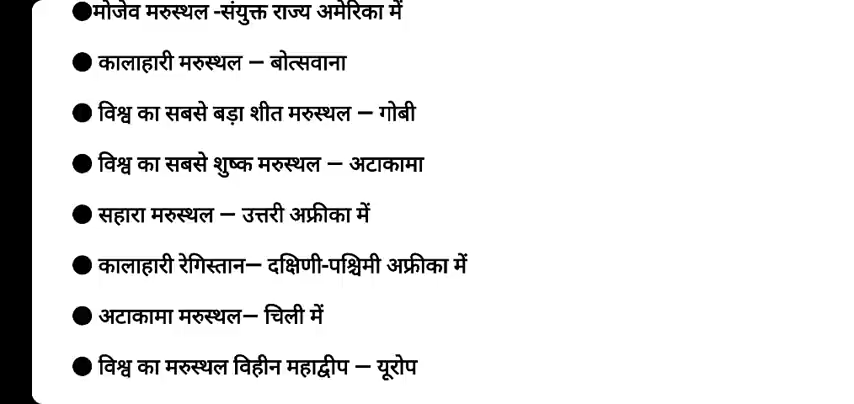 ●मोजेव मरुस्थल -संयुक्त राज्य अमेरिका में
● कालाहारी मरुस्थल – बोत्सवाना
● विश्व का सबसे बड़ा शीत मरुस्थल – गोबी
● विश्व का सबसे शुष्क मरुस्थल – अटाकामा
● सहारा मरुस्थल – उत्तरी अफ्रीका में
● कालाहारी रेगिस्तान– दक्षिणी-पश्चिमी अफ्रीका में
● अटाकामा मरुस्थल– चिली में
● विश्व का मरुस्थल विहीन महाद्वीप – यूरोप